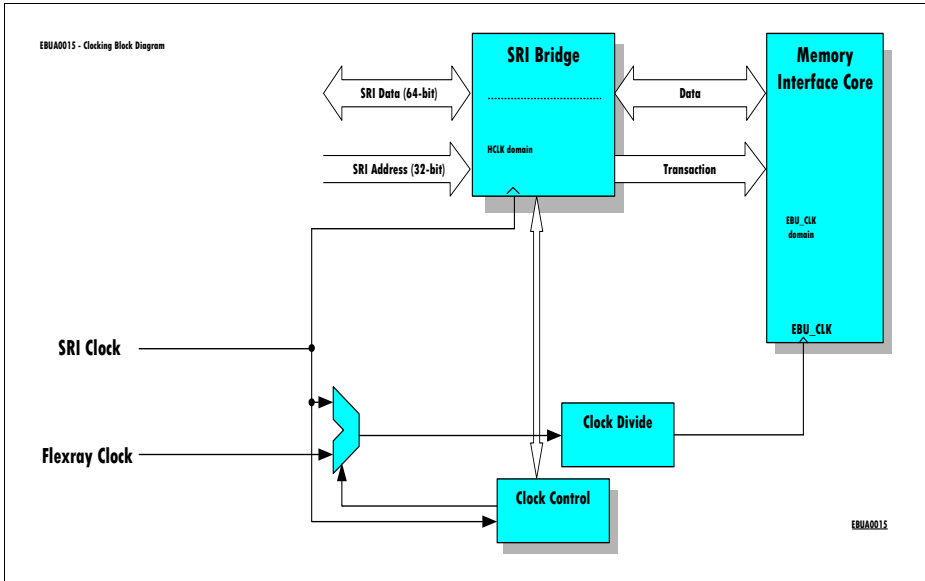 EBUA0015 - Clocking Block Diagram
SRI Bridge
Memory
Interface Core
SRI Data (64-bit)
Data
HCLK domain
SRI Address (32-bit)
Transaction
EBU_CLK
domain
EBU_CLK
SRI Clock
Clock Divide
Flexray Clock
Clock Control
EBUA0015